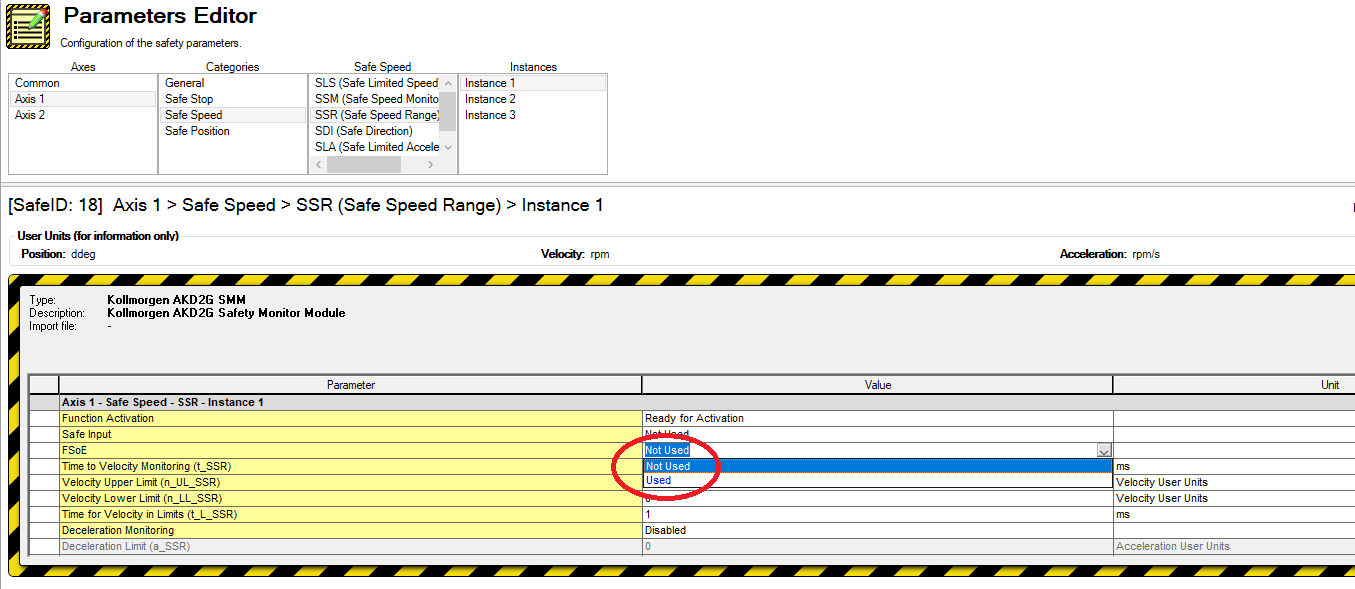 Parameters Editor
Configuration of the safety parameters.
Axes Categories Safe Speed Instances
Common General SLS (Safe Limited Speed Instance 1
Axis 1 Safe Stop SSM (Safe Speed Monito Instance 2
Axis 2 Safe Speed SSR (Safe Speed Range) Instance 3
Safe Position SDI (Safe Direction)
SLA (Safe Limited Accele
[SafeID: 18] Axis 1 > Safe Speed > SSR (Safe Speed Range) > Instance 1
User Units (for information only)
Position: ddeg Velocity: rpm Acceleration: rpm/s
Type: Kollmorgen AKD2G SMM
Description: Kollmorgen AKD2G Safety Monitor Module
Import file: -
Parameter Value Unit
Axis 1 - Safe Speed - SSR - Instance 1
Function Activation Ready for Activation
Safe Input Not Used
FSoE Not Used
Time to Velocity Monitoring (t_SSR) Not Used ms
Velocity Upper Limit (n_UL_SSR) Used Velocity User Units
Velocity Lower Limit (n_LL_SSR) Velocity User Units
Time for Velocity in Limits (t_L_SSR) 1 ms
Deceleration Monitoring Disabled
Deceleration Limit (a_SSR) 0 Acceleration User Units